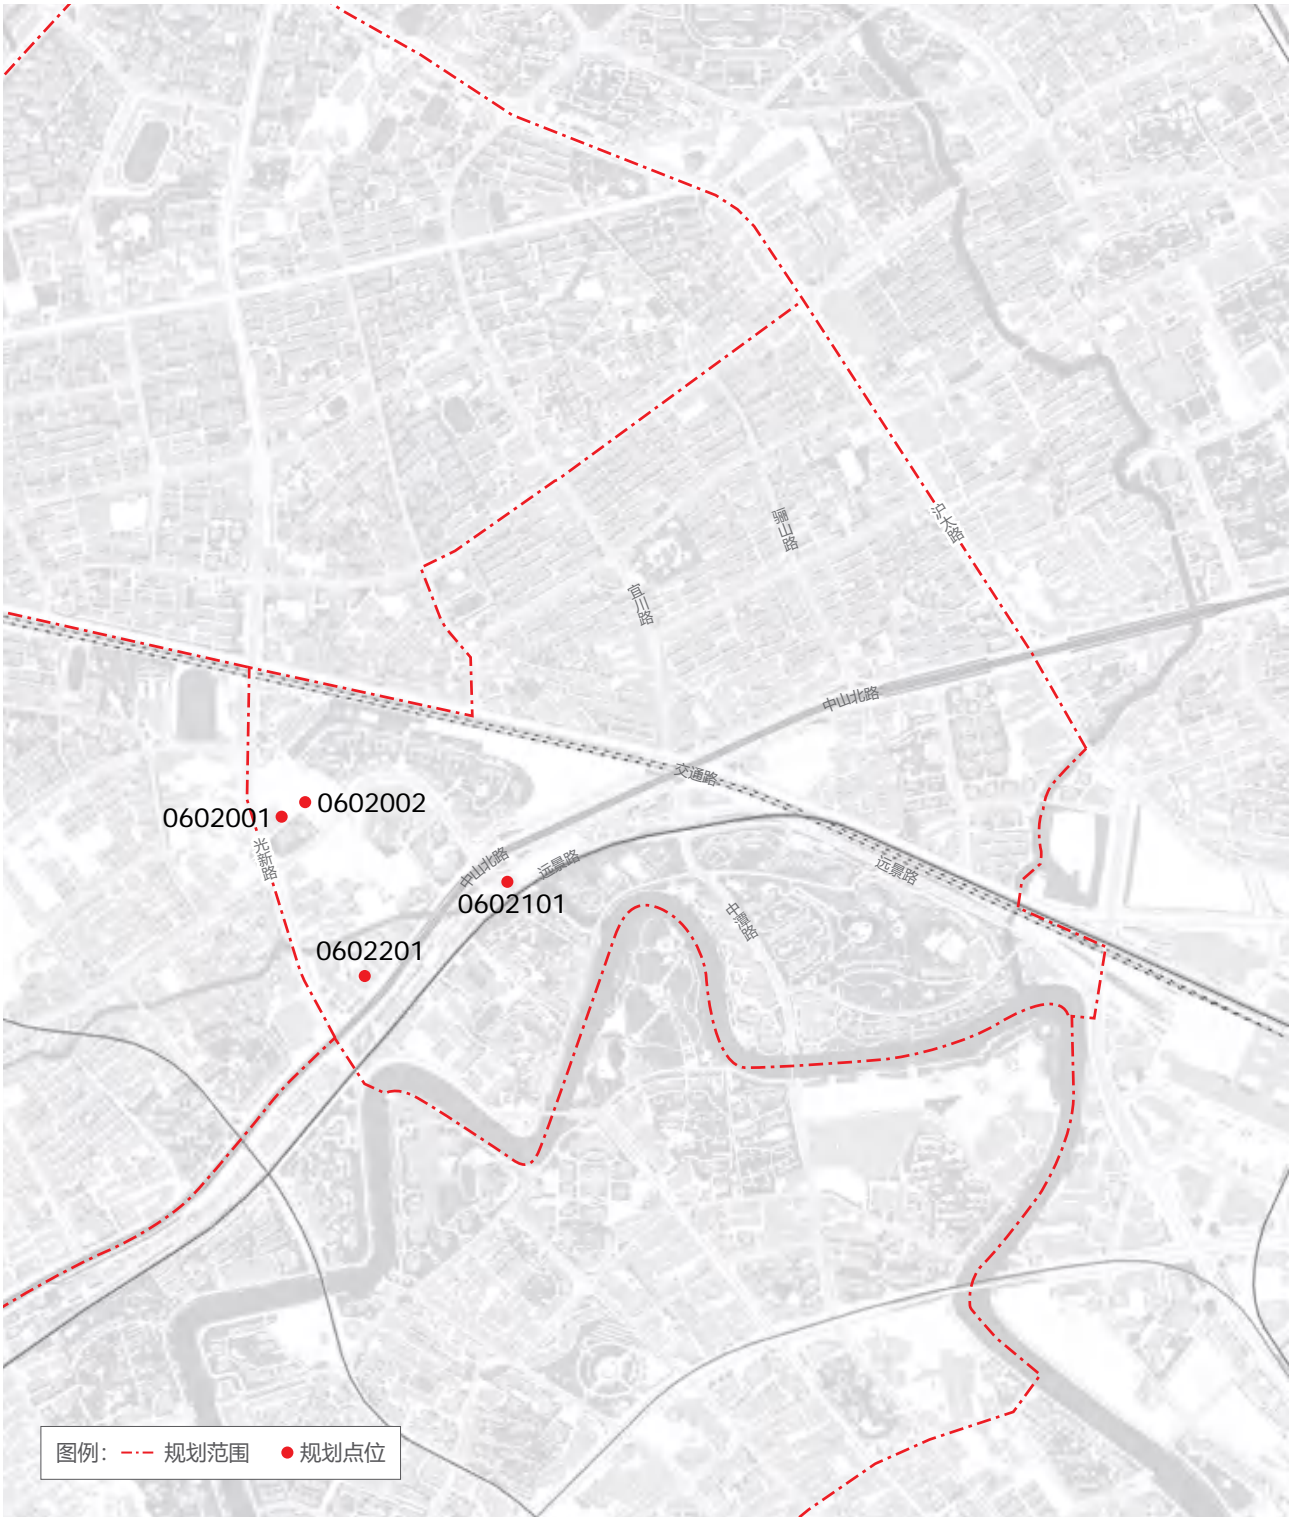 沪太路
骊山路
宜川路
中山北路
交通路
0602002
0602001
光新路
中山北路
远景路
远景路
0602101
中潭路
0602201
图例： 规划范围 规划点位